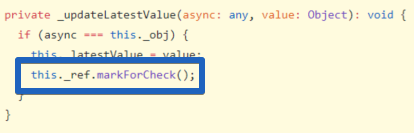 private _updateLatestValue(async: any, value: Object): void {
if (async === this._obj) {
this._latestValue = value;
this._ref.markForCheck();
}
}